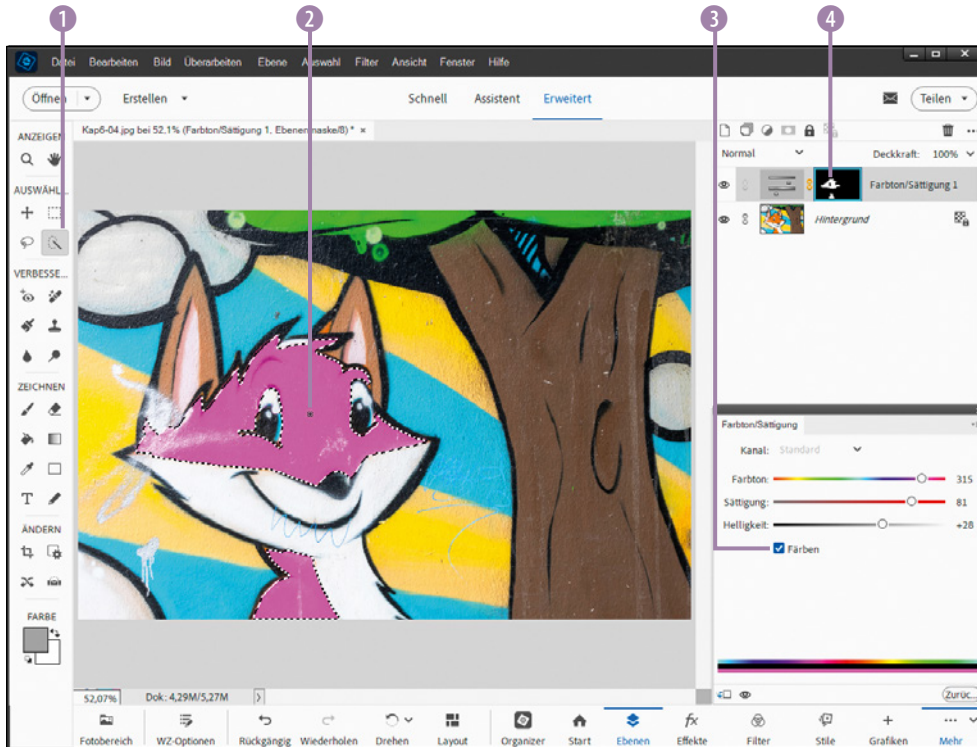 1 2 3 4
Datei Bearbeiten Bild Überarbeiten Ebene Auswahl Filter Ansicht Fenster Hilfe
Öffnen Erstellen Schnell Assistent Erweitert Teilen
ANZEIGEN
Kap6-04.jpg bei 52,1% (Farbton/Sättigung 1, Ebenenmaske/8) * ×
Normal Deckkraft: 100%
AUSWÄHL...
Farbton/Sättigung 1
Hintergrund
VERBESSE...
ZEICHNEN
Farbton/Sättigung
Kanal: Standard
Farbton: 315
Sättigung: 81
Helligkeit: +28
Färben
ÄNDERN
FARBE
52,07% Dok: 4,29M/5,27M
Zurüc...
Fotobereich WZ-Optionen Rückgängig Wiederholen Drehen Layout Organizer Start Ebenen Effekte Filter Stile Grafiken Mehr